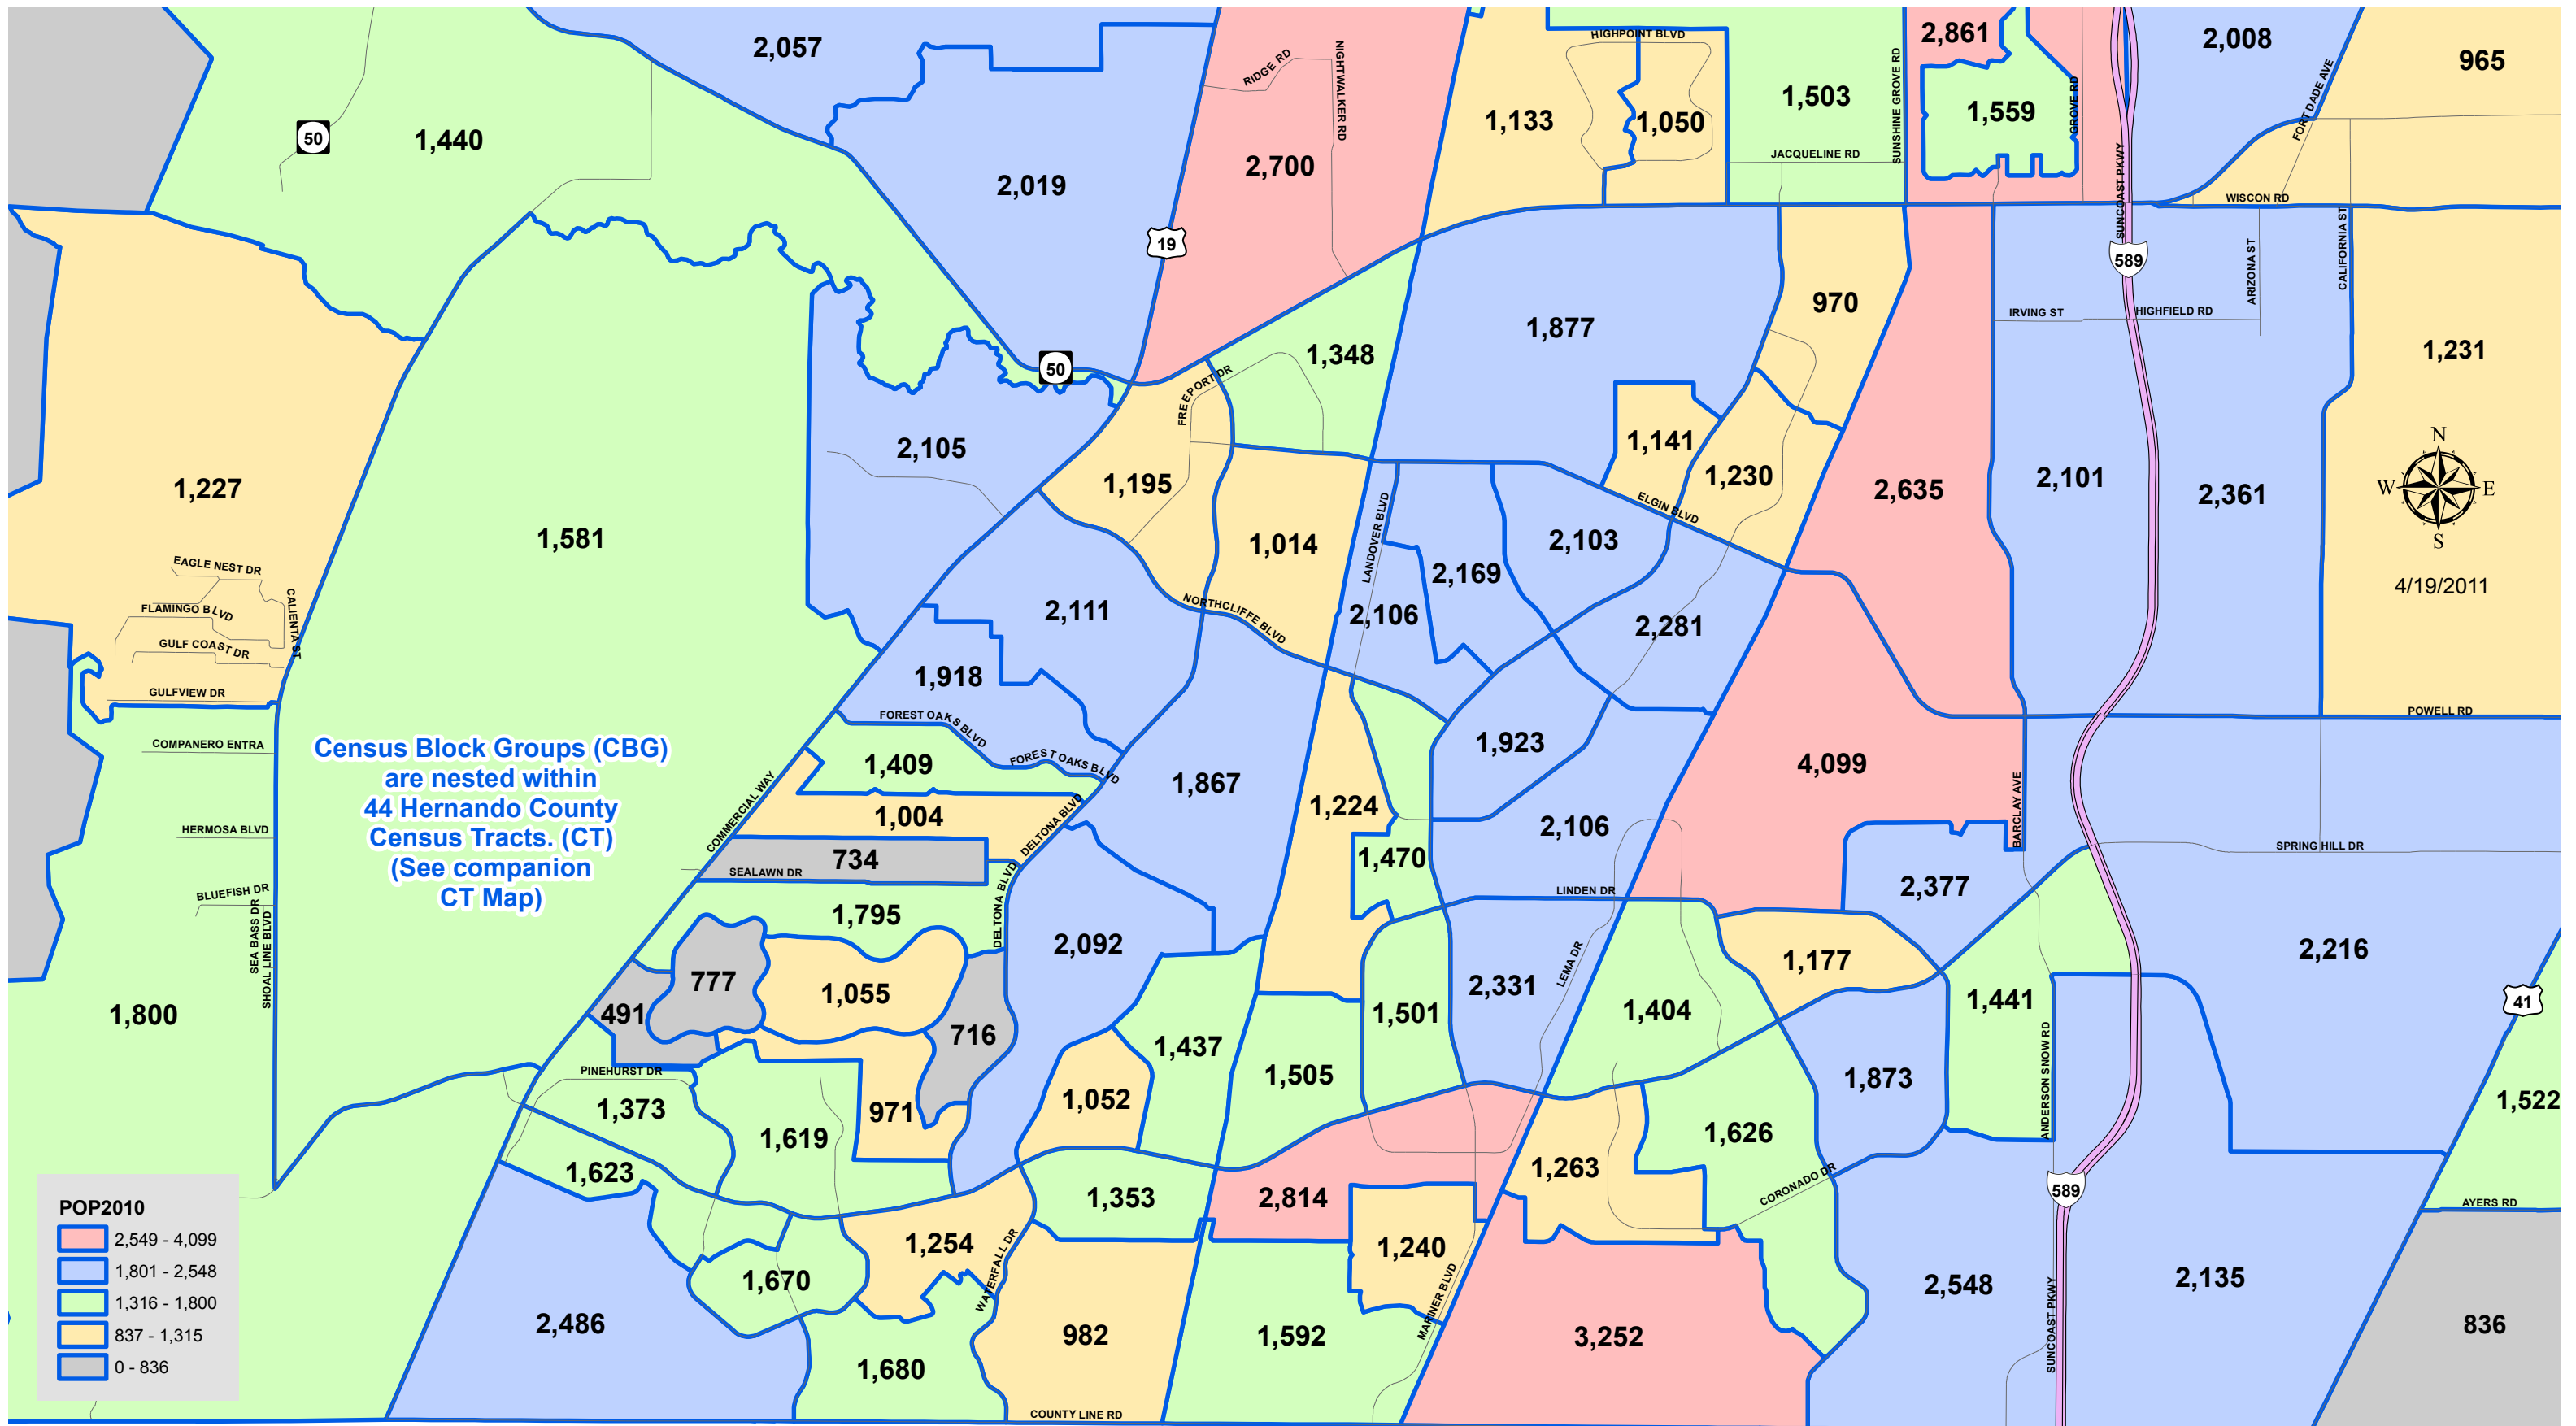 2,057
2,861
2,008
965
HIGHPOINT BLVD
RIDGE RD
NIGHTWALKER RD
SUNSHINE GROVE RD
GROVE RD
FORT DADE AVE
1,503
1,559
50
1,440
1,133
1,050
JACQUELINE RD
2,700
2,019
SUNCOAST PKWY
WISCON RD
19
589
ARIZONA ST
CALIFORNIA ST
970
IRVING ST
HIGHFIELD RD
1,877
1,348
1,231
50
FREEPORT DR
2,105
1,141
1,230
N
W
E
S
1,227
1,195
2,635
2,101
2,361
ELGIN BLVD
LANDOVER BLVD
1,581
1,014
2,103
2,169
4/19/2011
EAGLE NEST DR
FLAMINGO BLVD
CALIENTA ST
GULF COAST DR
GULFVIEW DR
2,111
NORTHCLIFFE BLVD
2,106
2,281
1,918
POWELL RD
FOREST OAKS BLVD
FOREST OAKS BLVD
COMPANERO ENTRA
Census Block Groups (CBG)
are nested within
44 Hernando County
Census Tracts. (CT)
(See companion
CT Map)
1,409
1,867
1,923
4,099
COMMERCIAL WAY
1,004
DELTONA BLVD
1,224
2,106
BARCLAY AVE
HERMOSA BLVD
734
1,470
SPRING HILL DR
SEALAWN DR
BLUEFISH DR
LINDEN DR
2,377
SEA BASS DR
SHOAL LINE BLVD
DELTONA BLVD
1,795
2,092
1,177
2,216
777
1,055
LEMA DR
2,331
1,441
41
1,800
491
716
1,501
1,404
1,437
ANDERSON SNOW RD
PINEHURST DR
1,505
1,873
1,373
971
1,052
1,522
1,619
1,626
1,623
1,263
CORONADO DR
1,353
2,814
589
AYERS RD
1,254
WATERFALL DR
1,240
1,670
MARINER BLVD
2,548
2,135
2,486
982
1,592
3,252
SUNCOAST PKWY
836
1,680
COUNTY LINE RD
POP2010
2,549 - 4,099
1,801 - 2,548
1,316 - 1,800
837 - 1,315
0 - 836